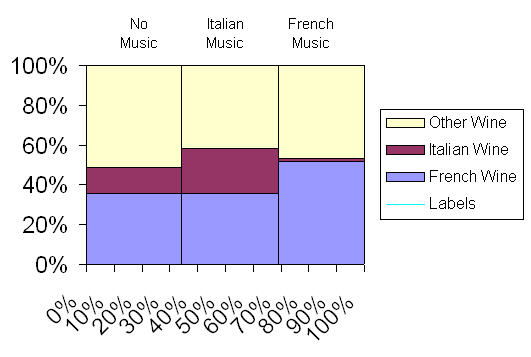 No Music
Italian Music
French Music
100%
80%
60%
40%
20%
0%
0%
10%
20%
30%
40%
50%
60%
70%
80%
90%
100%
Other Wine
Italian Wine
French Wine
Labels